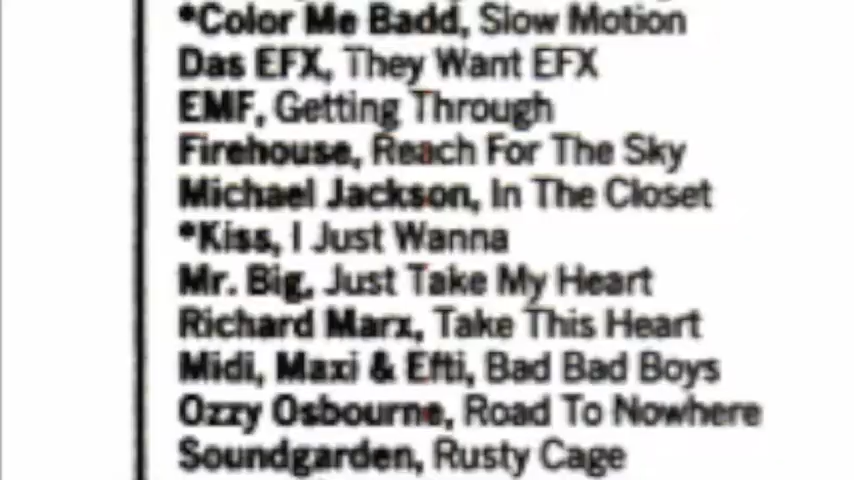 *Color Me Badd, Slow Motion
Das EFX, They Want EFX
EMF, Getting Through
Firehouse, Reach For The Sky
Michael Jackson, In The Closet
*Kiss, I Just Wanna
Mr. Big, Just Take My Heart
Richard Marx, Take This Heart
Midi, Maxi & Efti, Bad Bad Boys
Ozzy Osbourne, Road To Nowhere
Soundgarden, Rusty Cage